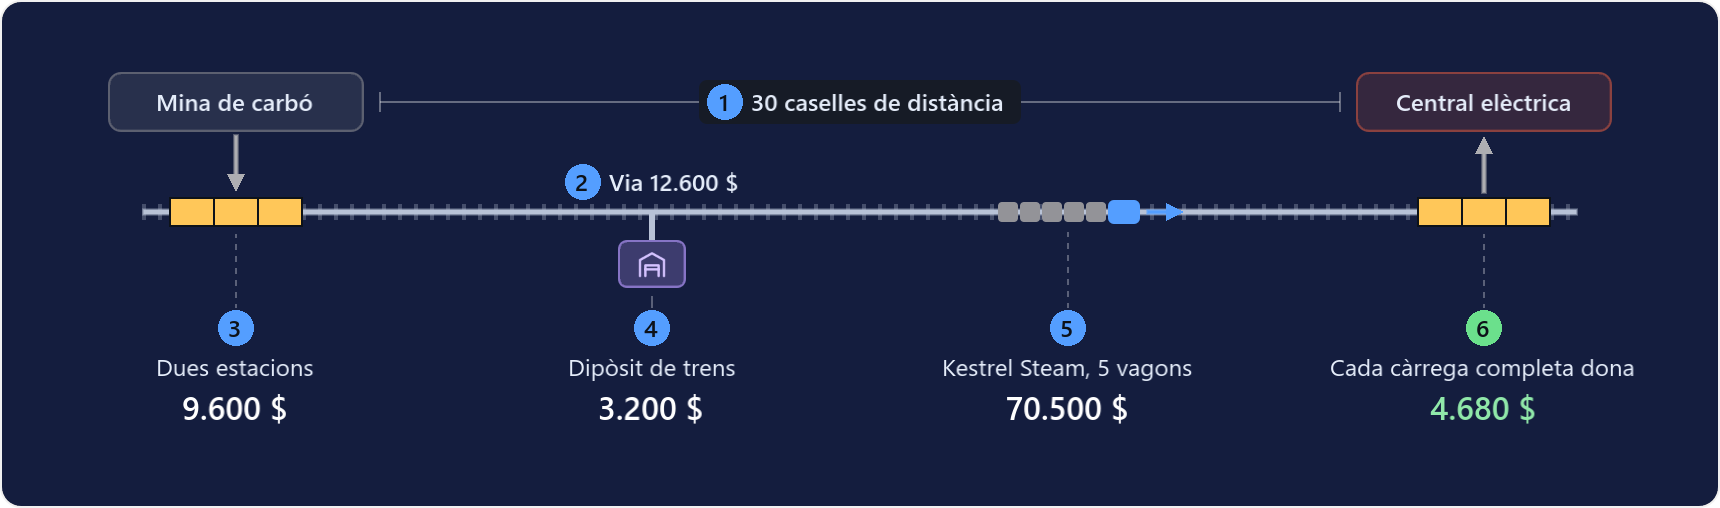 Mina de carbó
1 30 caselles de distància
Central elèctrica
2 Via 12.600 $
3
Dues estacions
9.600 $
4
Dipòsit de trens
3.200 $
5
Kestrel Steam, 5 vagons
70.500 $
6
Cada càrrega completa dona
4.680 $